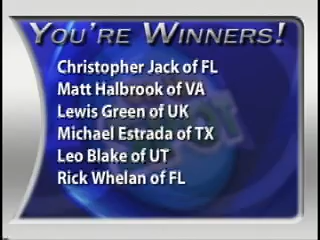 You're Winners!
Christopher Jack of FL
Matt Halbrook of VA
Lewis Green of UK
Michael Estrada of TX
Leo Blake of UT
Rick Whelan of FL